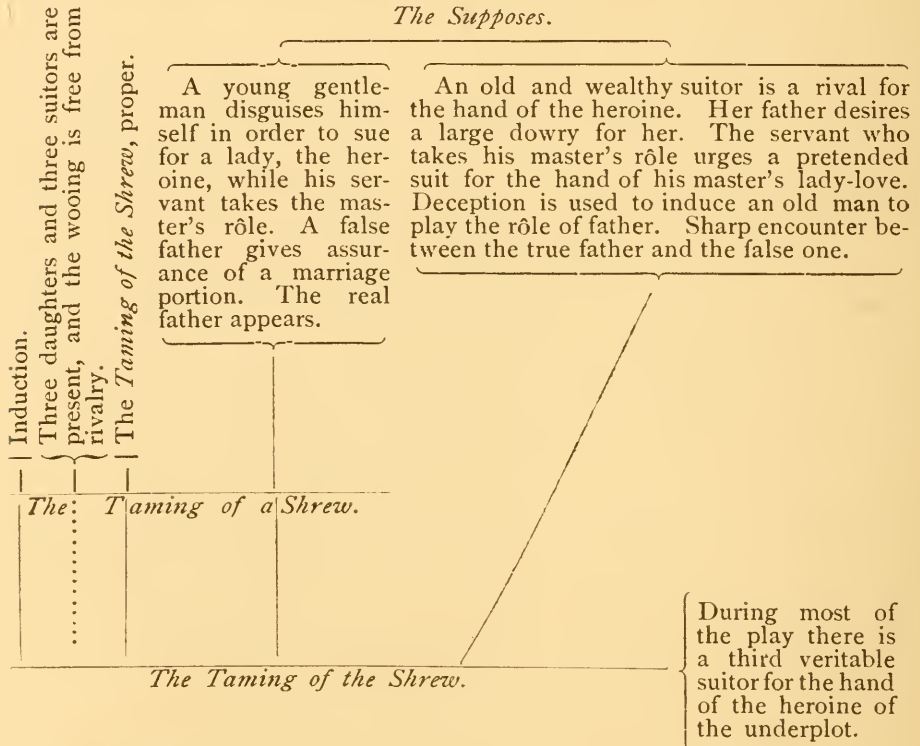 The Supposes.
Induction.
Three daughters and three suitors are
present, and the wooing is free from
rivalry.
The Taming of the Shrew, proper.
A young gentle-
man disguises him-
self in order to sue
for a lady, the her-
oine, while his ser-
vant takes the mas-
ter's rôle. A false
father gives assur-
ance of a marriage
portion. The real
father appears.
An old and wealthy suitor is a rival for
the hand of the heroine. Her father desires
a large dowry for her. The servant who
takes his master's rôle urges a pretended
suit for the hand of his master's lady-love.
Deception is used to induce an old man to
play the rôle of father. Sharp encounter be-
tween the true father and the false one.
The Taming of a Shrew.
The Taming of the Shrew.
During most of
the play there is
a third veritable
suitor for the hand
of the heroine of
the underplot.